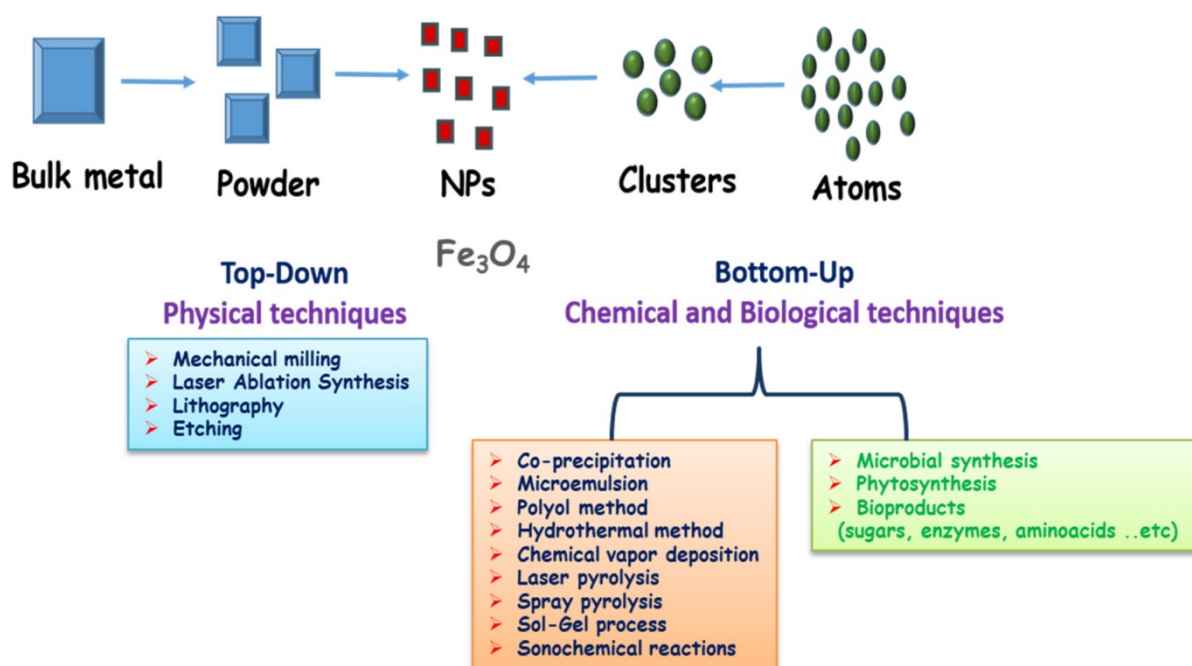 Bulk metal
Powder
NPs
Clusters
Atoms
Fe₃O₄
Top-Down
Physical techniques
Mechanical milling
Laser Ablation Synthesis
Lithography
Etching
Bottom-Up
Chemical and Biological techniques
Co-precipitation
Microemulsion
Polyol method
Hydrothermal method
Chemical vapor deposition
Laser pyrolysis
Spray pyrolysis
Sol-Gel process
Sonochemical reactions
Microbial synthesis
Phytosynthesis
Bioproducts
(sugars, enzymes, aminoacids ..etc)